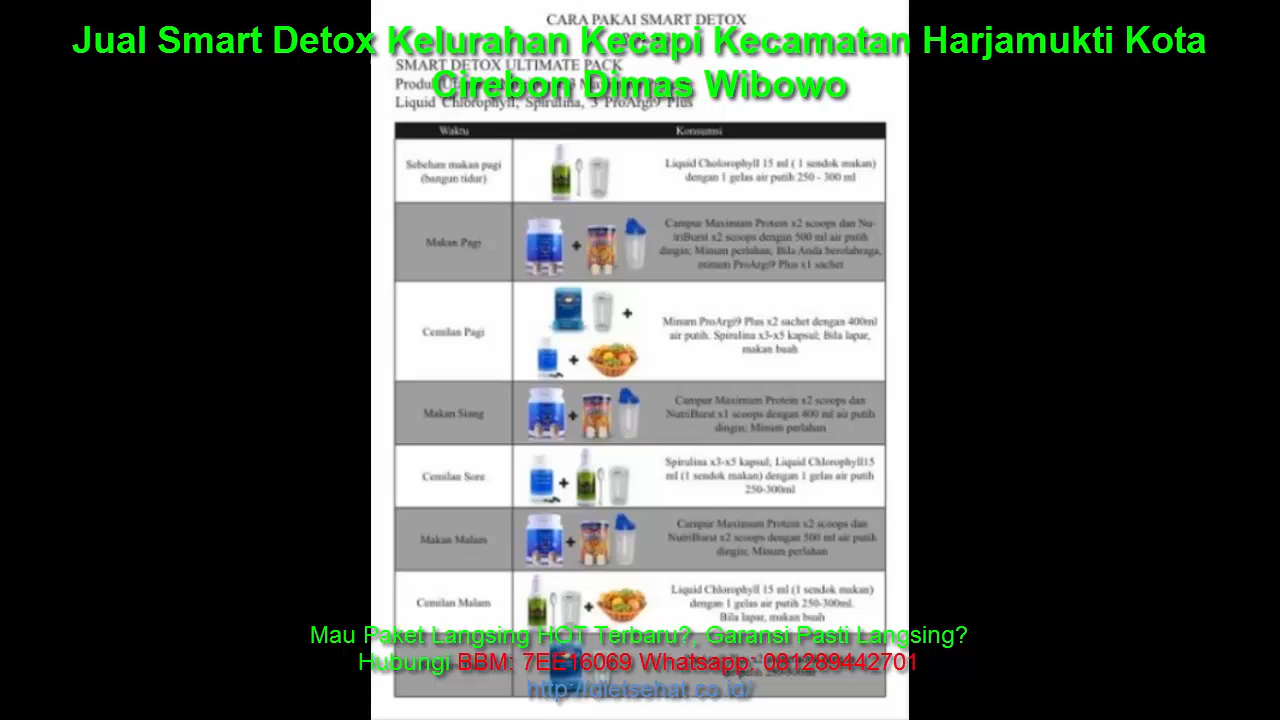 CARA PAKAI SMART DETOX
Jual Smart Detox Kelurahan Kecapi Kecamatan Harjamukti Kota
Cirebon Dimas Wibowo
SMART DETOX ULTIMATE PACK
Liquid Chlorophyll, Spirulina, 3 ProArgi9 Plus
Waktu
Konsumsi
Sebelum makan pagi
(bangun tidur)
Liquid Cholorophyll 15 ml ( 1 sendok makan)
dengan 1 gelas air putih 250 - 300 ml
Makan Pagi
Campur Maximum Protein x2 scoops dan Nu-
triBurst x2 scoops dengan 500 ml air putih
dingin; Minum perlahan; Bila Anda berolahraga,
minum ProArgi9 Plus x1 sachet
Cemilan Pagi
Minum ProArgi9 Plus x2 sachet dengan 400ml
air putih. Spirulina x3-x5 kapsul; Bila lapar,
makan buah
Makan Siang
Campur Maximum Protein x2 scoops dan
NutriBurst x1 scoops dengan 400 ml air putih
dingin; Minum perlahan
Cemilan Sore
Spirulina x3-x5 kapsul; Liquid Chlorophyll15
ml (1 sendok makan) dengan 1 gelas air putih
250-300ml
Makan Malam
Campur Maximum Protein x2 scoops dan
NutriBurst x2 scoops dengan 500 ml air putih
dingin; Minum perlahan
Cemilan Malam
Liquid Chlorophyll 15 ml (1 sendok makan)
dengan 1 gelas air putih 250-300ml.
Bila lapar, makan buah
Mau Paket Langsing HOT Terbaru?, Garansi Pasti Langsing?
Hubungi BBM: 7EE16069 Whatsapp: 081289442701
http://dietsehat.co.id/